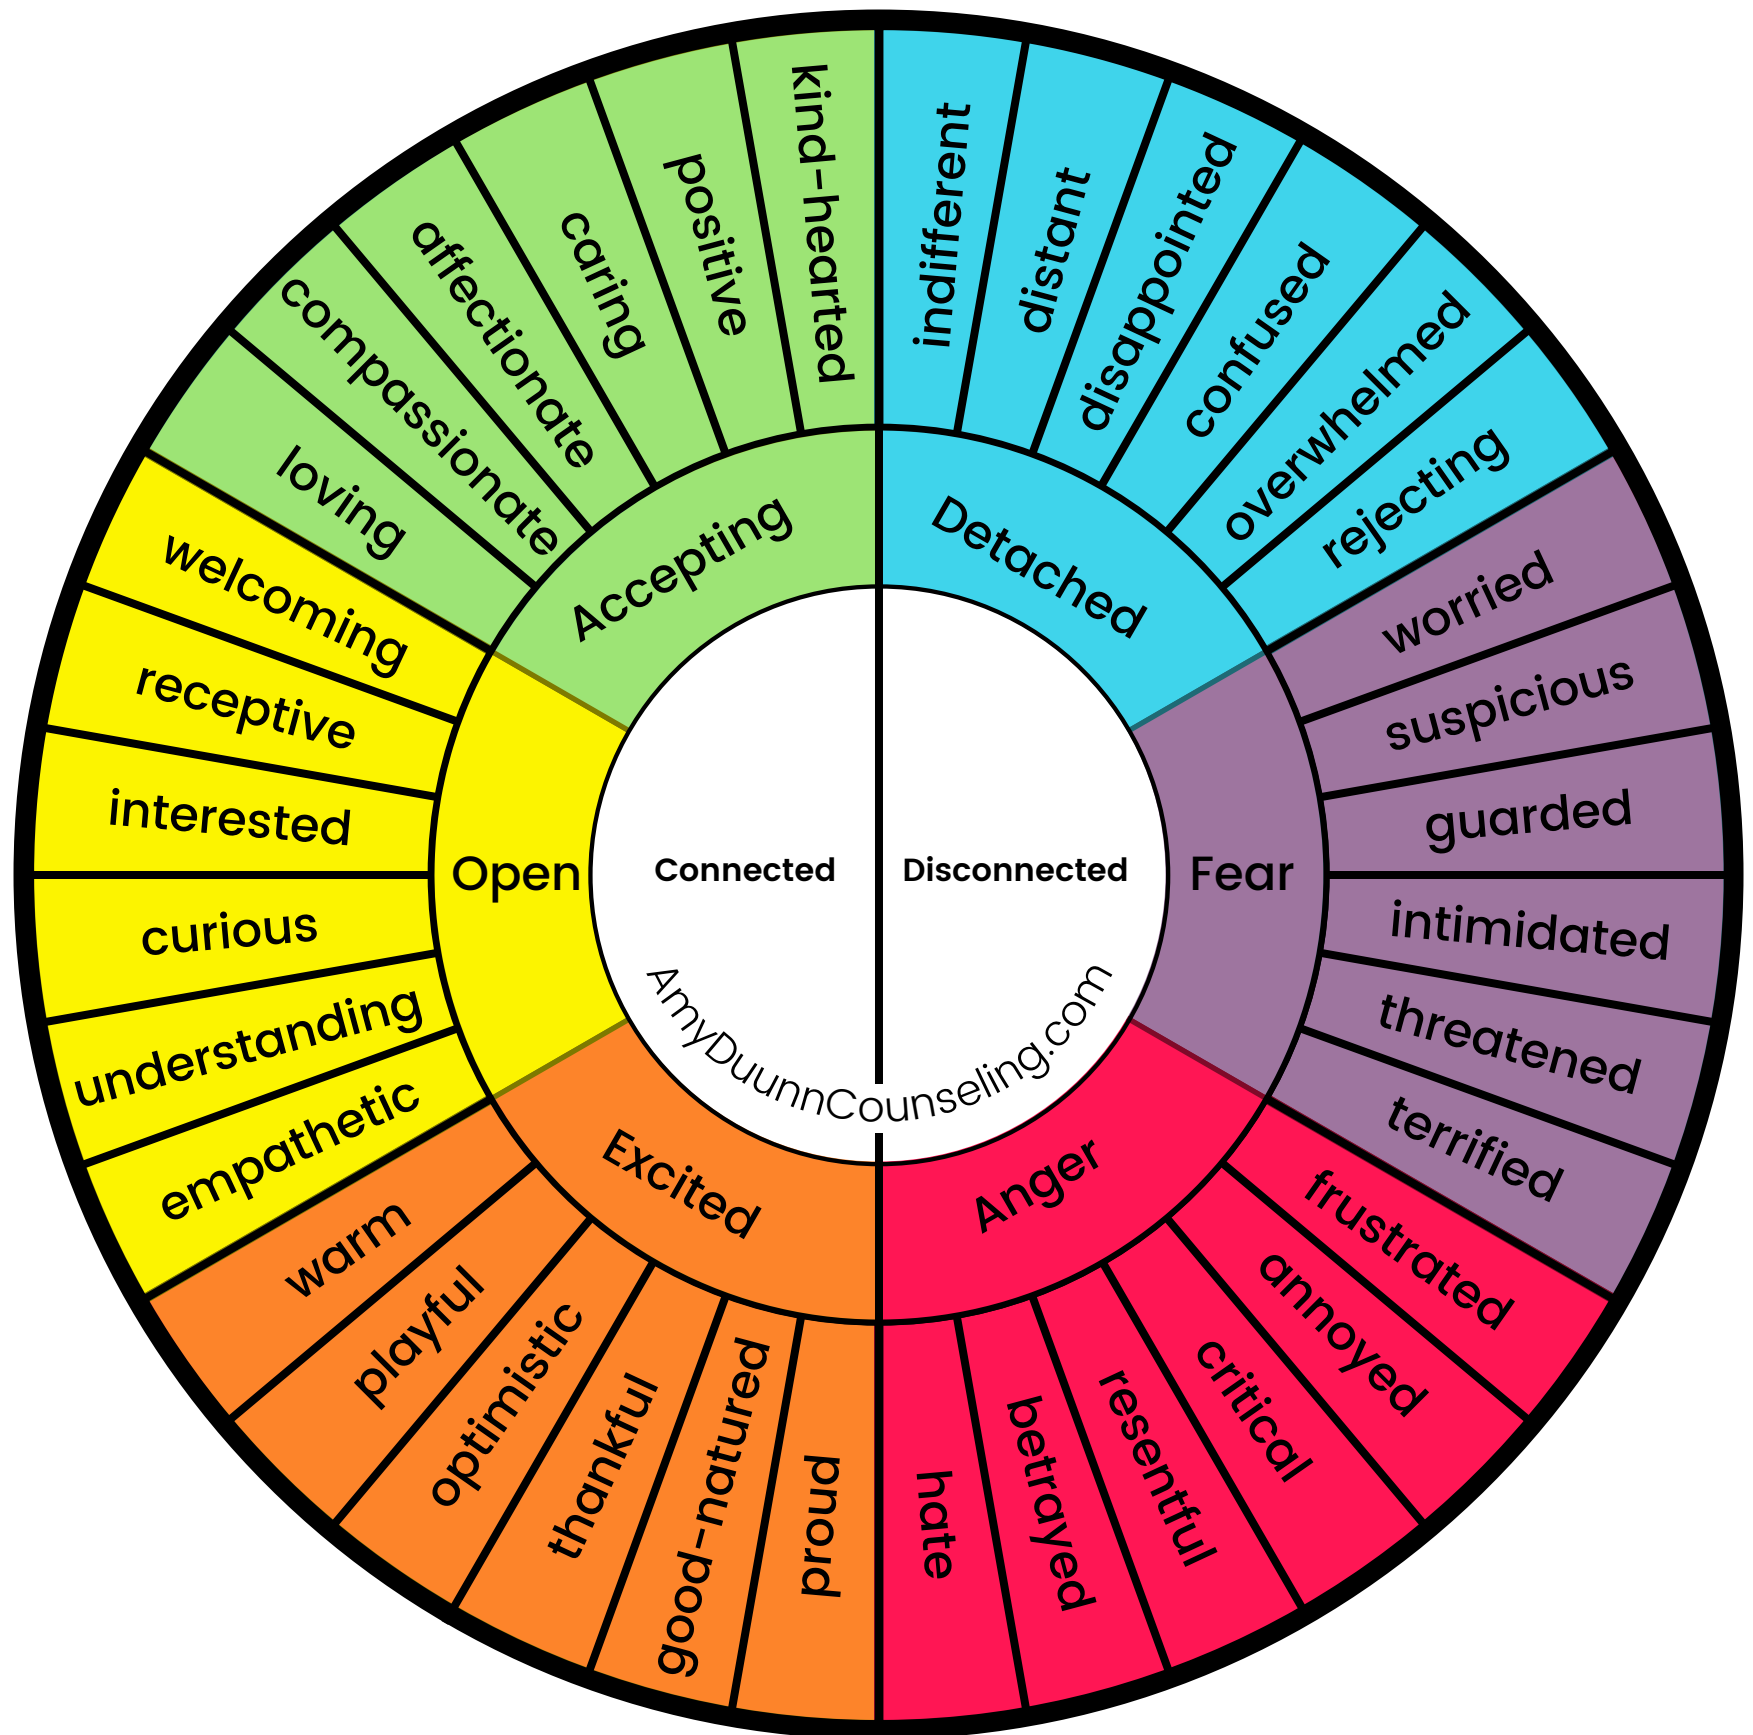 Connected
Disconnected
AmyDuunnCounseling.com
Accepting
loving
compassionate
affectionate
caring
positive
kind-hearted
Detached
indifferent
distant
disappointed
confused
overwhelmed
rejecting
Fear
worried
suspicious
guarded
intimidated
threatened
terrified
Anger
frustrated
annoyed
critical
resentful
betrayed
hate
Excited
proud
good-natured
thankful
optimistic
playful
warm
Open
empathetic
understanding
curious
interested
receptive
welcoming